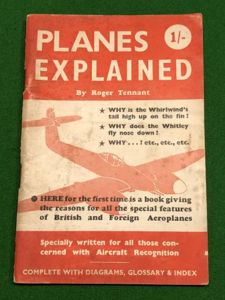 PLANES
1/-
EXPLAINED
By Roger Tennant
★ WHY is the Whirlwind's
tail high up on the fin !
★ WHY does the Whitley
fly nose down !
★ WHY . . . ! etc., etc., etc.
● HERE for the first time is a book giving
the reasons for all the special features
of British and Foreign Aeroplanes
Specially written for all those con-
cerned with Aircraft Recognition
COMPLETE WITH DIAGRAMS, GLOSSARY & INDEX